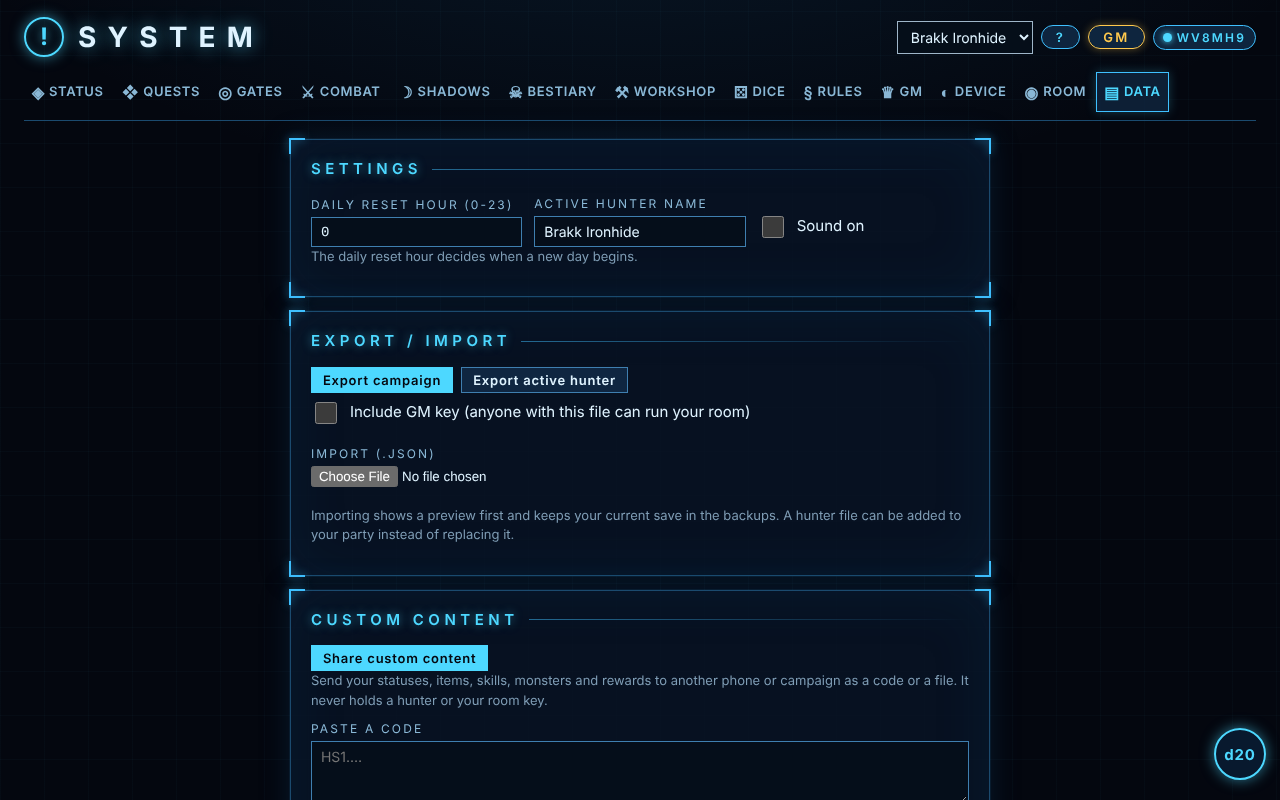 ! SYSTEM
Brakk Ironhide ? GM WV8MH9
STATUS QUESTS GATES COMBAT SHADOWS BESTIARY WORKSHOP DICE § RULES GM DEVICE ROOM DATA
SETTINGS
DAILY RESET HOUR (0-23) ACTIVE HUNTER NAME
0 Brakk Ironhide Sound on
The daily reset hour decides when a new day begins.
EXPORT / IMPORT
Export campaign Export active hunter
Include GM key (anyone with this file can run your room)
IMPORT (.JSON)
Choose File No file chosen
Importing shows a preview first and keeps your current save in the backups. A hunter file can be added to
your party instead of replacing it.
CUSTOM CONTENT
Share custom content
Send your statuses, items, skills, monsters and rewards to another phone or campaign as a code or a file. It
never holds a hunter or your room key.
PASTE A CODE
HS1....
d20